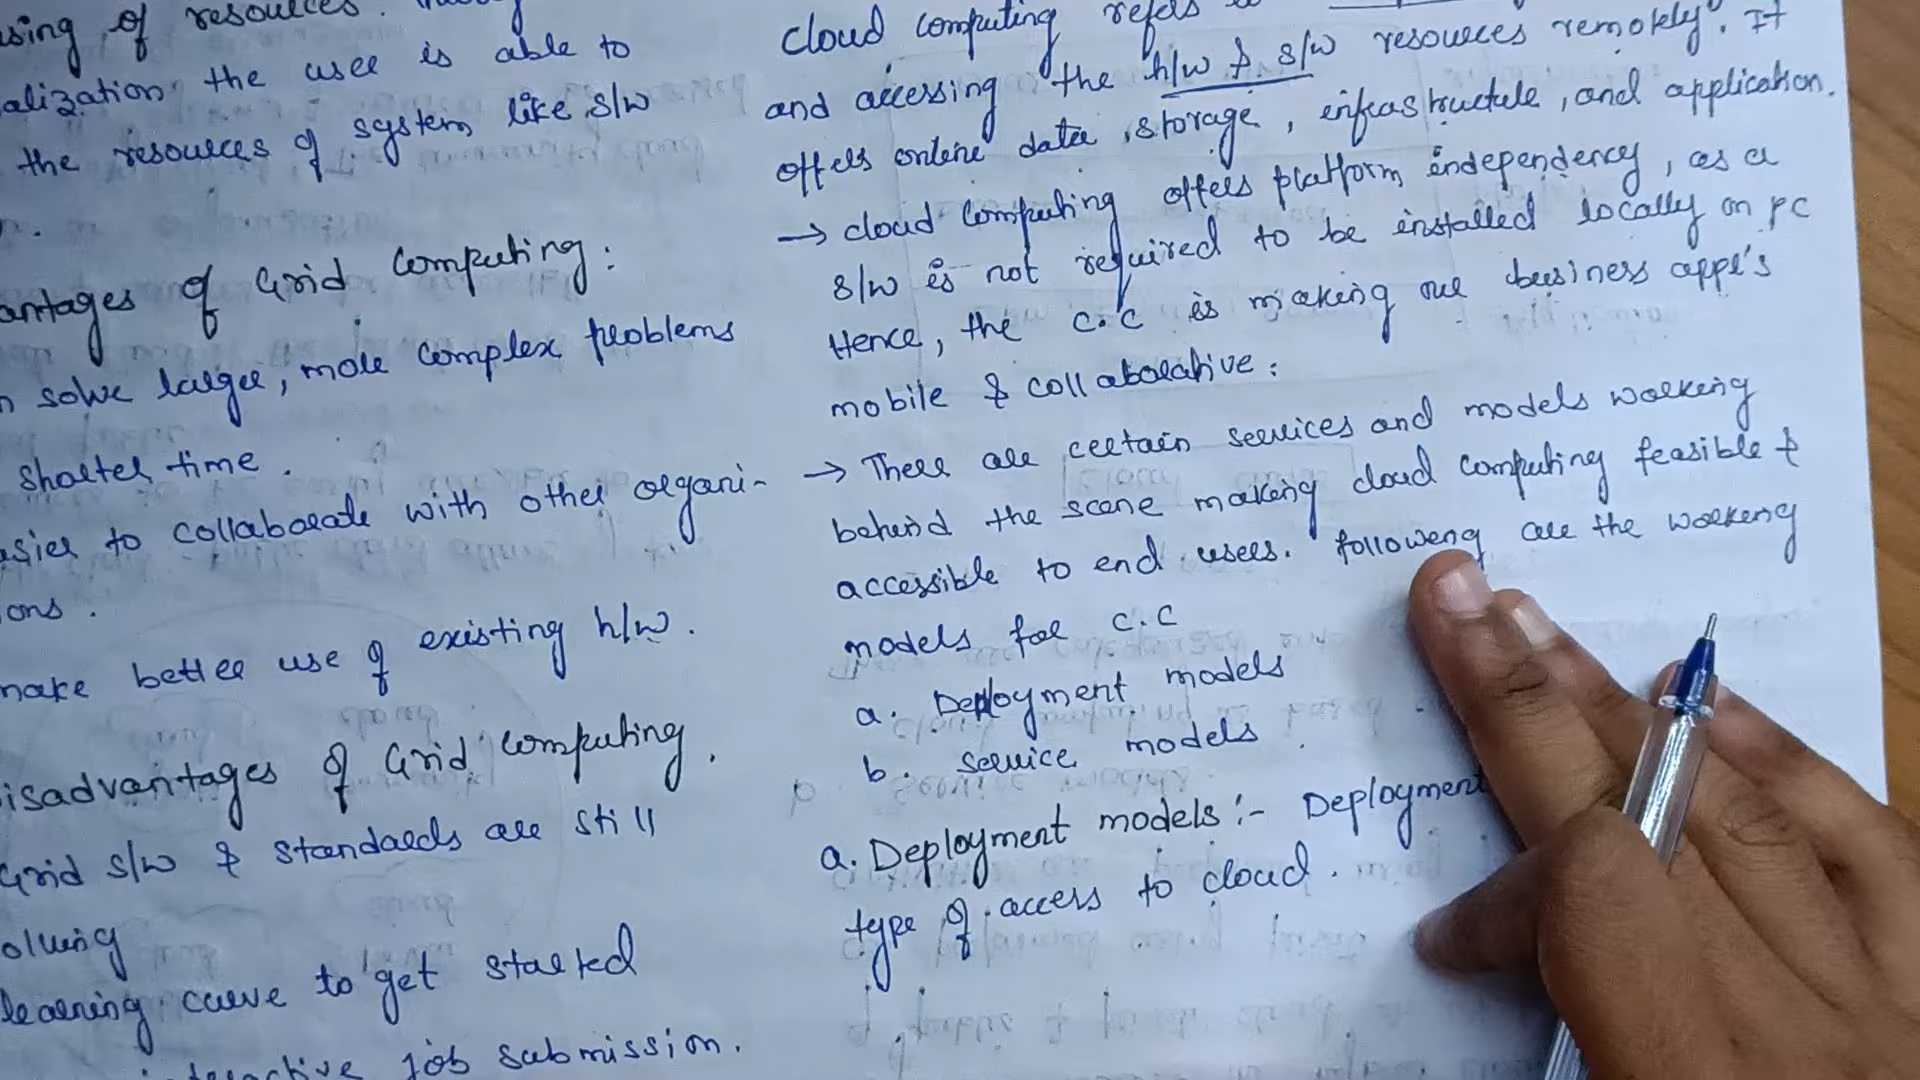 sing of resources.
alization the user is able to
the resources of system like s/w
antages of Grid Computing:
solve larger, more complex problems
shorter time.
asier to collaborate with other organi-
ons.
make better use of existing h/w.
isadvantages of Grid computing.
Grid s/w & standards are still
olving
learning curve to get started
job submission.
cloud computing refers
and accessing the h/w & s/w resources remotely". It
offers online data, storage, infrastructure, and application.
→ cloud computing offers platform independency, as a
s/w is not required to be installed locally on pc
Hence, the C.C is making our business appl's
mobile & collaborative:
→ There are certain services and models working
behind the scene making cloud computing feasible &
accessible to end users. following are the working
models for C.C
a. Deployment models
b. service models
a. Deployment models:- Deployment
type of access to cloud.